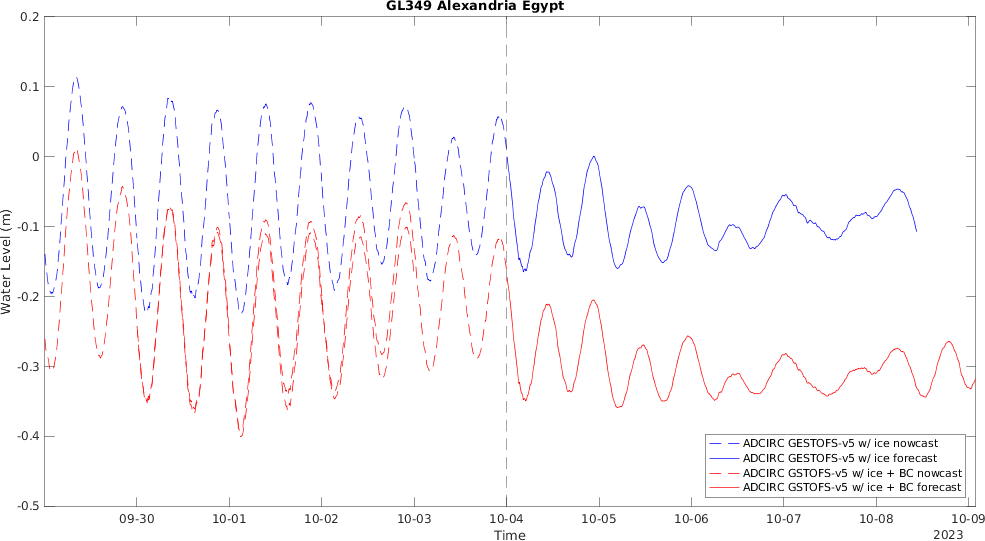 GL349 Alexandria Egypt
0.2
0.1
0
-0.1
-0.2
-0.3
-0.4
-0.5
Water Level (m)
09-30 10-01 10-02 10-03 10-04 10-05 10-06 10-07 10-08 10-09
Time
2023
ADCIRC GESTOFS-v5 w/ ice nowcast
ADCIRC GESTOFS-v5 w/ ice forecast
ADCIRC GSTOFS-v5 w/ ice + BC nowcast
ADCIRC GSTOFS-v5 w/ ice + BC forecast